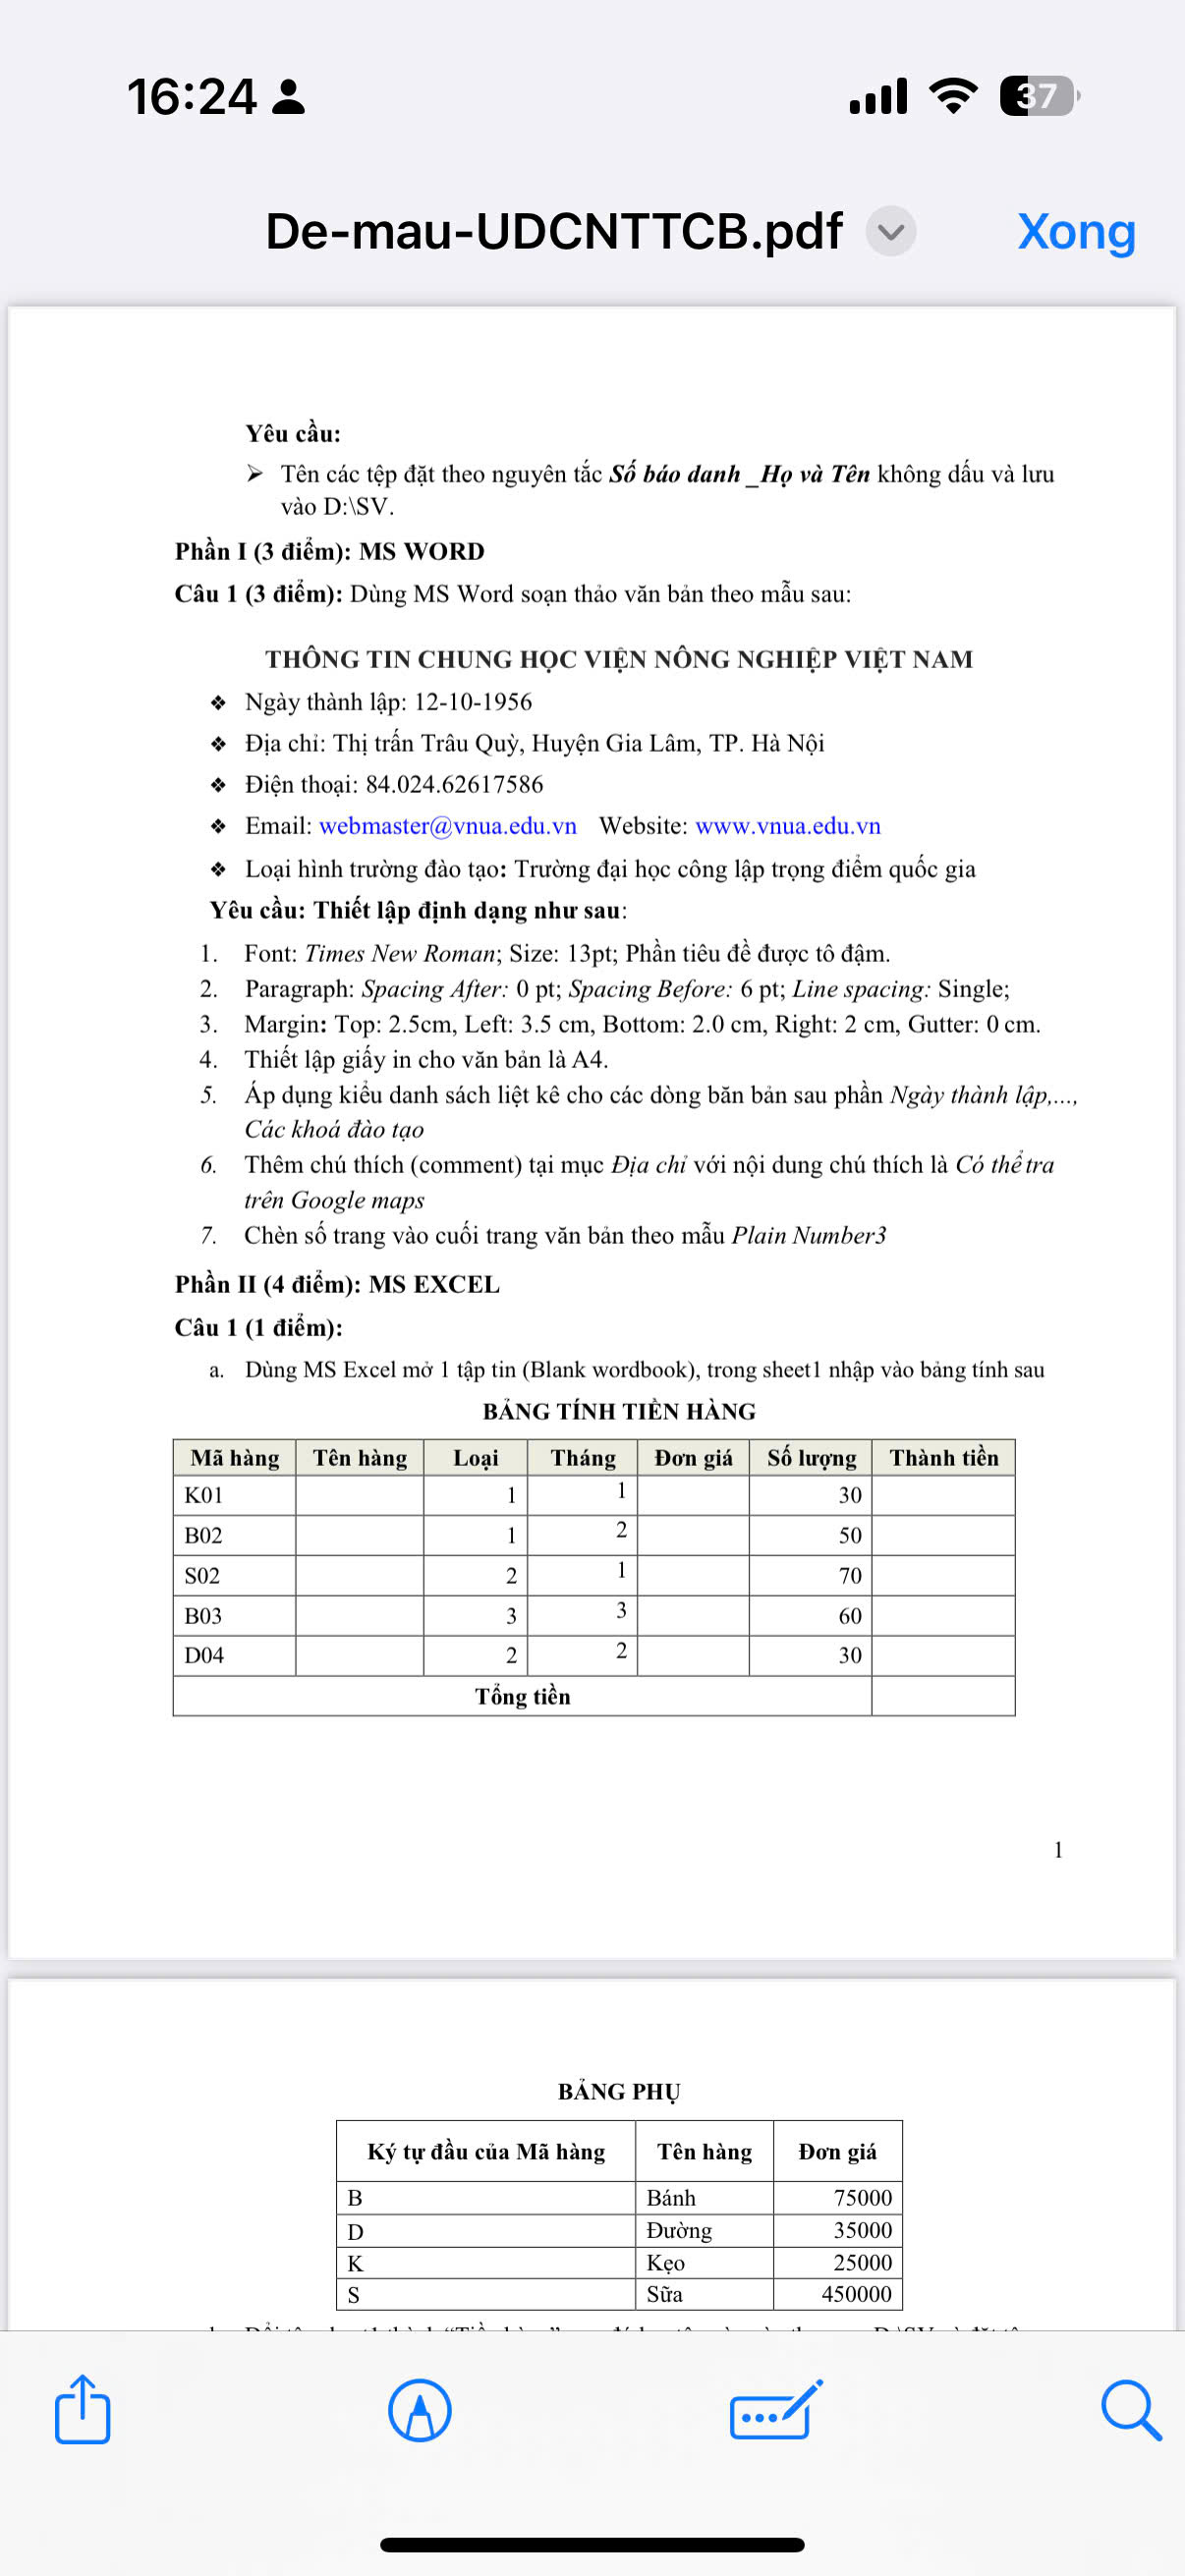 16:24
37
De-mau-UDCNTTCB.pdf
Xong
Yêu cầu:
➢ Tên các tệp đặt theo nguyên tắc Số báo danh _Họ và Tên không dấu và lưu
vào D:\SV.
Phần I (3 điểm): MS WORD
Câu 1 (3 điểm): Dùng MS Word soạn thảo văn bản theo mẫu sau:
THÔNG TIN CHUNG HỌC VIỆN NÔNG NGHIỆP VIỆT NAM
❖ Ngày thành lập: 12-10-1956
❖ Địa chỉ: Thị trấn Trâu Quỳ, Huyện Gia Lâm, TP. Hà Nội
❖ Điện thoại: 84.024.62617586
❖ Email: webmaster@vnua.edu.vn Website: www.vnua.edu.vn
❖ Loại hình trường đào tạo: Trường đại học công lập trọng điểm quốc gia
Yêu cầu: Thiết lập định dạng như sau:
1. Font: Times New Roman; Size: 13pt; Phần tiêu đề được tô đậm.
2. Paragraph: Spacing After: 0 pt; Spacing Before: 6 pt; Line spacing: Single;
3. Margin: Top: 2.5cm, Left: 3.5 cm, Bottom: 2.0 cm, Right: 2 cm, Gutter: 0 cm.
4. Thiết lập giấy in cho văn bản là A4.
5. Áp dụng kiểu danh sách liệt kê cho các dòng băn bản sau phần Ngày thành lập,...,
Các khoá đào tạo
6. Thêm chú thích (comment) tại mục Địa chỉ với nội dung chú thích là Có thể tra
trên Google maps
7. Chèn số trang vào cuối trang văn bản theo mẫu Plain Number3
Phần II (4 điểm): MS EXCEL
Câu 1 (1 điểm):
a. Dùng MS Excel mở 1 tập tin (Blank wordbook), trong sheet1 nhập vào bảng tính sau
BẢNG TÍNH TIỀN HÀNG
Mã hàng Tên hàng Loại Tháng Đơn giá Số lượng Thành tiền
K01 1 1 30
B02 1 2 50
S02 2 1 70
B03 3 3 60
D04 2 2 30
Tổng tiền
1
BẢNG PHỤ
Ký tự đầu của Mã hàng Tên hàng Đơn giá
B Bánh 75000
D Đường 35000
K Kẹo 25000
S Sữa 450000